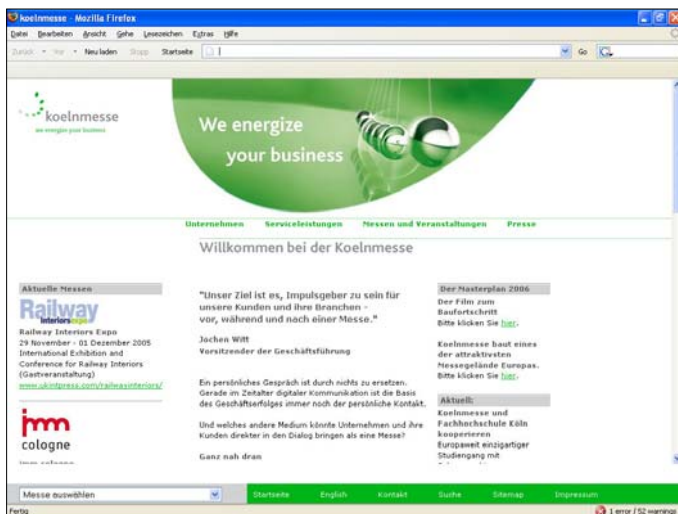 koelnmesse - Mozilla Firefox
Datei Bearbeiten Ansicht Gehe Lesezeichen Extras Hilfe
Zurück Vor Neu laden Stopp Startseite Go
koelnmesse
we energize your business
We energize
your business
Unternehmen Serviceleistungen Messen und Veranstaltungen Presse
Willkommen bei der Koelnmesse
Aktuelle Messen
Railway
Interiorsexpo
Railway Interiors Expo
29 November - 01 Dezember 2005
International Exhibition and
Conference for Railway Interiors
(Gastveranstaltung)
www.ukintpress.com/railwayinteriors/
imm
cologne
imm cologne
"Unser Ziel ist es, Impulsgeber zu sein für
unsere Kunden und ihre Branchen -
vor, während und nach einer Messe."
Jochen Witt
Vorsitzender der Geschäftsführung
Ein persönliches Gespräch ist durch nichts zu ersetzen.
Gerade im Zeitalter digitaler Kommunikation ist die Basis
des Geschäftserfolges immer noch der persönliche Kontakt.
Und welches andere Medium könnte Unternehmen und ihre
Kunden direkter in den Dialog bringen als eine Messe?
Ganz nah dran
Der Masterplan 2006
Der Film zum
Baufortschritt
Bitte klicken Sie hier.
Koelnmesse baut eines
der attraktivsten
Messegelände Europas.
Bitte klicken Sie hier.
Aktuell:
Koelnmesse und
Fachhochschule Köln
kooperieren
Europaweit einzigartiger
Studiengang mit
Messe auswählen
Startseite English Kontakt Suche Sitemap Impressum
Fertig 1 error / 52 warnings